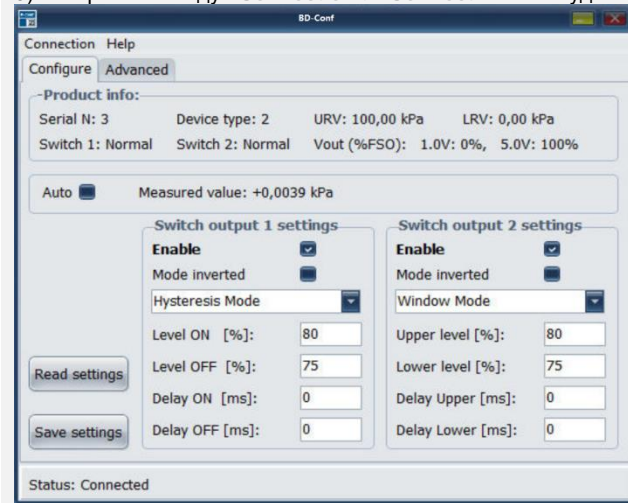 BD-Conf
Connection Help
Configure Advanced
-Product info:
Serial N: 3 Device type: 2 URV: 100,00 kPa LRV: 0,00 kPa
Switch 1: Normal Switch 2: Normal Vout (%FSO): 1.0V: 0%, 5.0V: 100%
Auto Measured value: +0,0039 kPa
Switch output 1 settings
Enable
Mode inverted
Hysteresis Mode
Level ON [%]: 80
Level OFF [%]: 75
Delay ON [ms]: 0
Delay OFF [ms]: 0
Switch output 2 settings
Enable
Mode inverted
Window Mode
Upper level [%]: 80
Lower level [%]: 75
Delay Upper [ms]: 0
Delay Lower [ms]: 0
Read settings
Save settings
Status: Connected